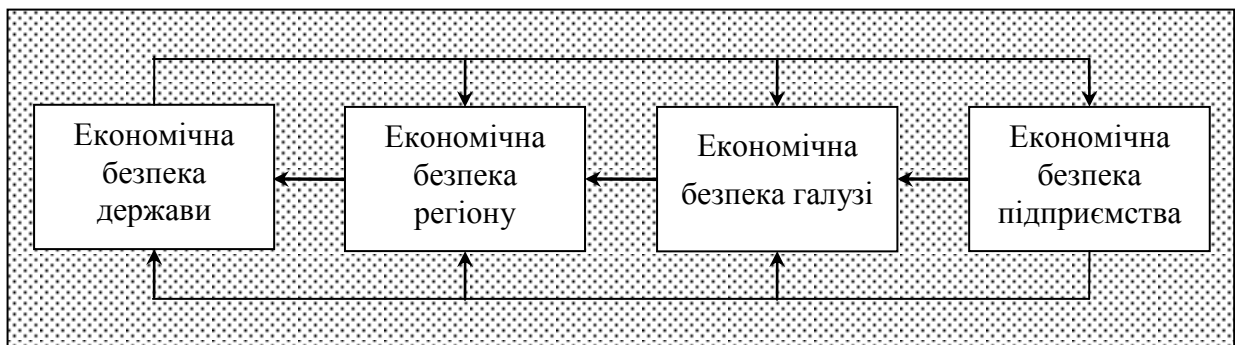 Економічна
безпека
держави
Економічна
безпека
регіону
Економічна
безпека галузі
Економічна
безпека
підприємства